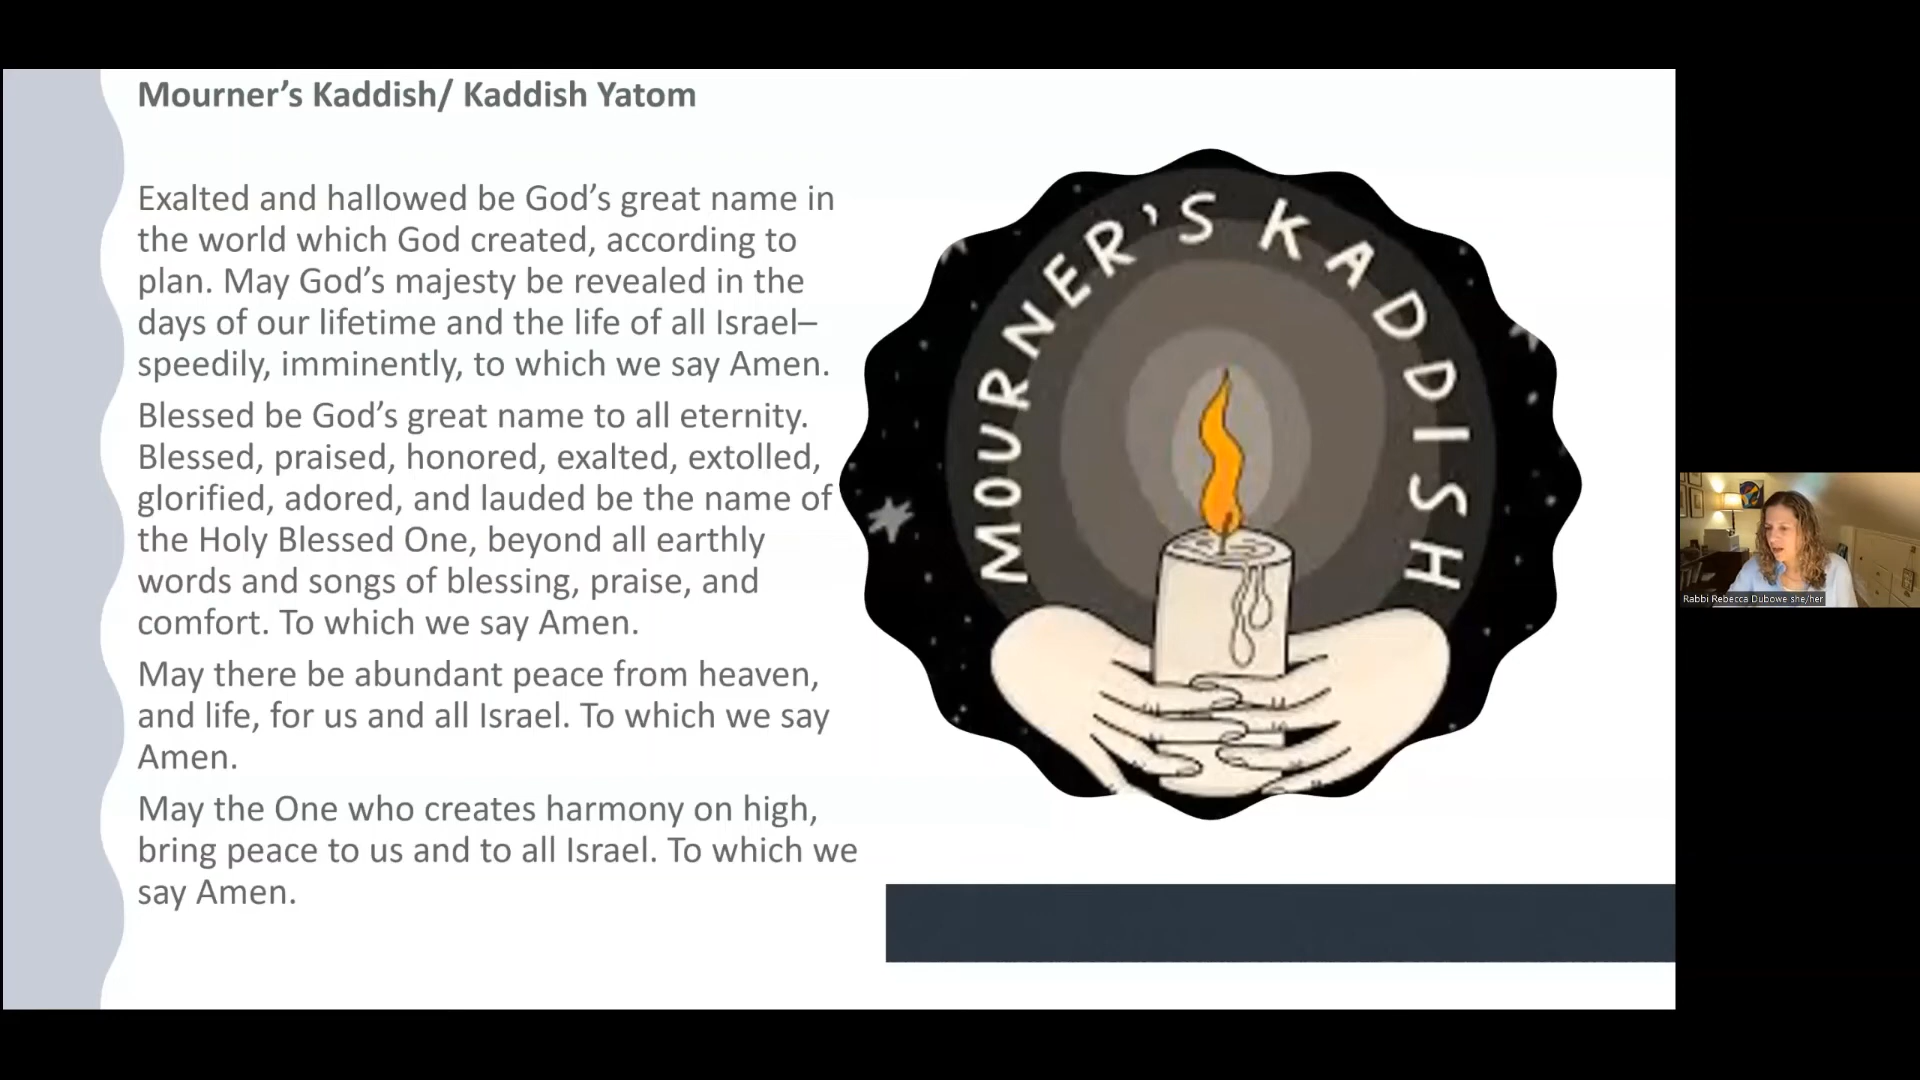 Mourner’s Kaddish/ Kaddish Yatom
Exalted and hallowed be God’s great name in
the world which God created, according to
plan. May God’s majesty be revealed in the
days of our lifetime and the life of all Israel–
speedily, imminently, to which we say Amen.
Blessed be God’s great name to all eternity.
Blessed, praised, honored, exalted, extolled,
glorified, adored, and lauded be the name of
the Holy Blessed One, beyond all earthly
words and songs of blessing, praise, and
comfort. To which we say Amen.
May there be abundant peace from heaven,
and life, for us and all Israel. To which we say
Amen.
May the One who creates harmony on high,
bring peace to us and to all Israel. To which we
say Amen.
MOURNER’S KADDISH
Rabbi Rebecca Dubowe she/her